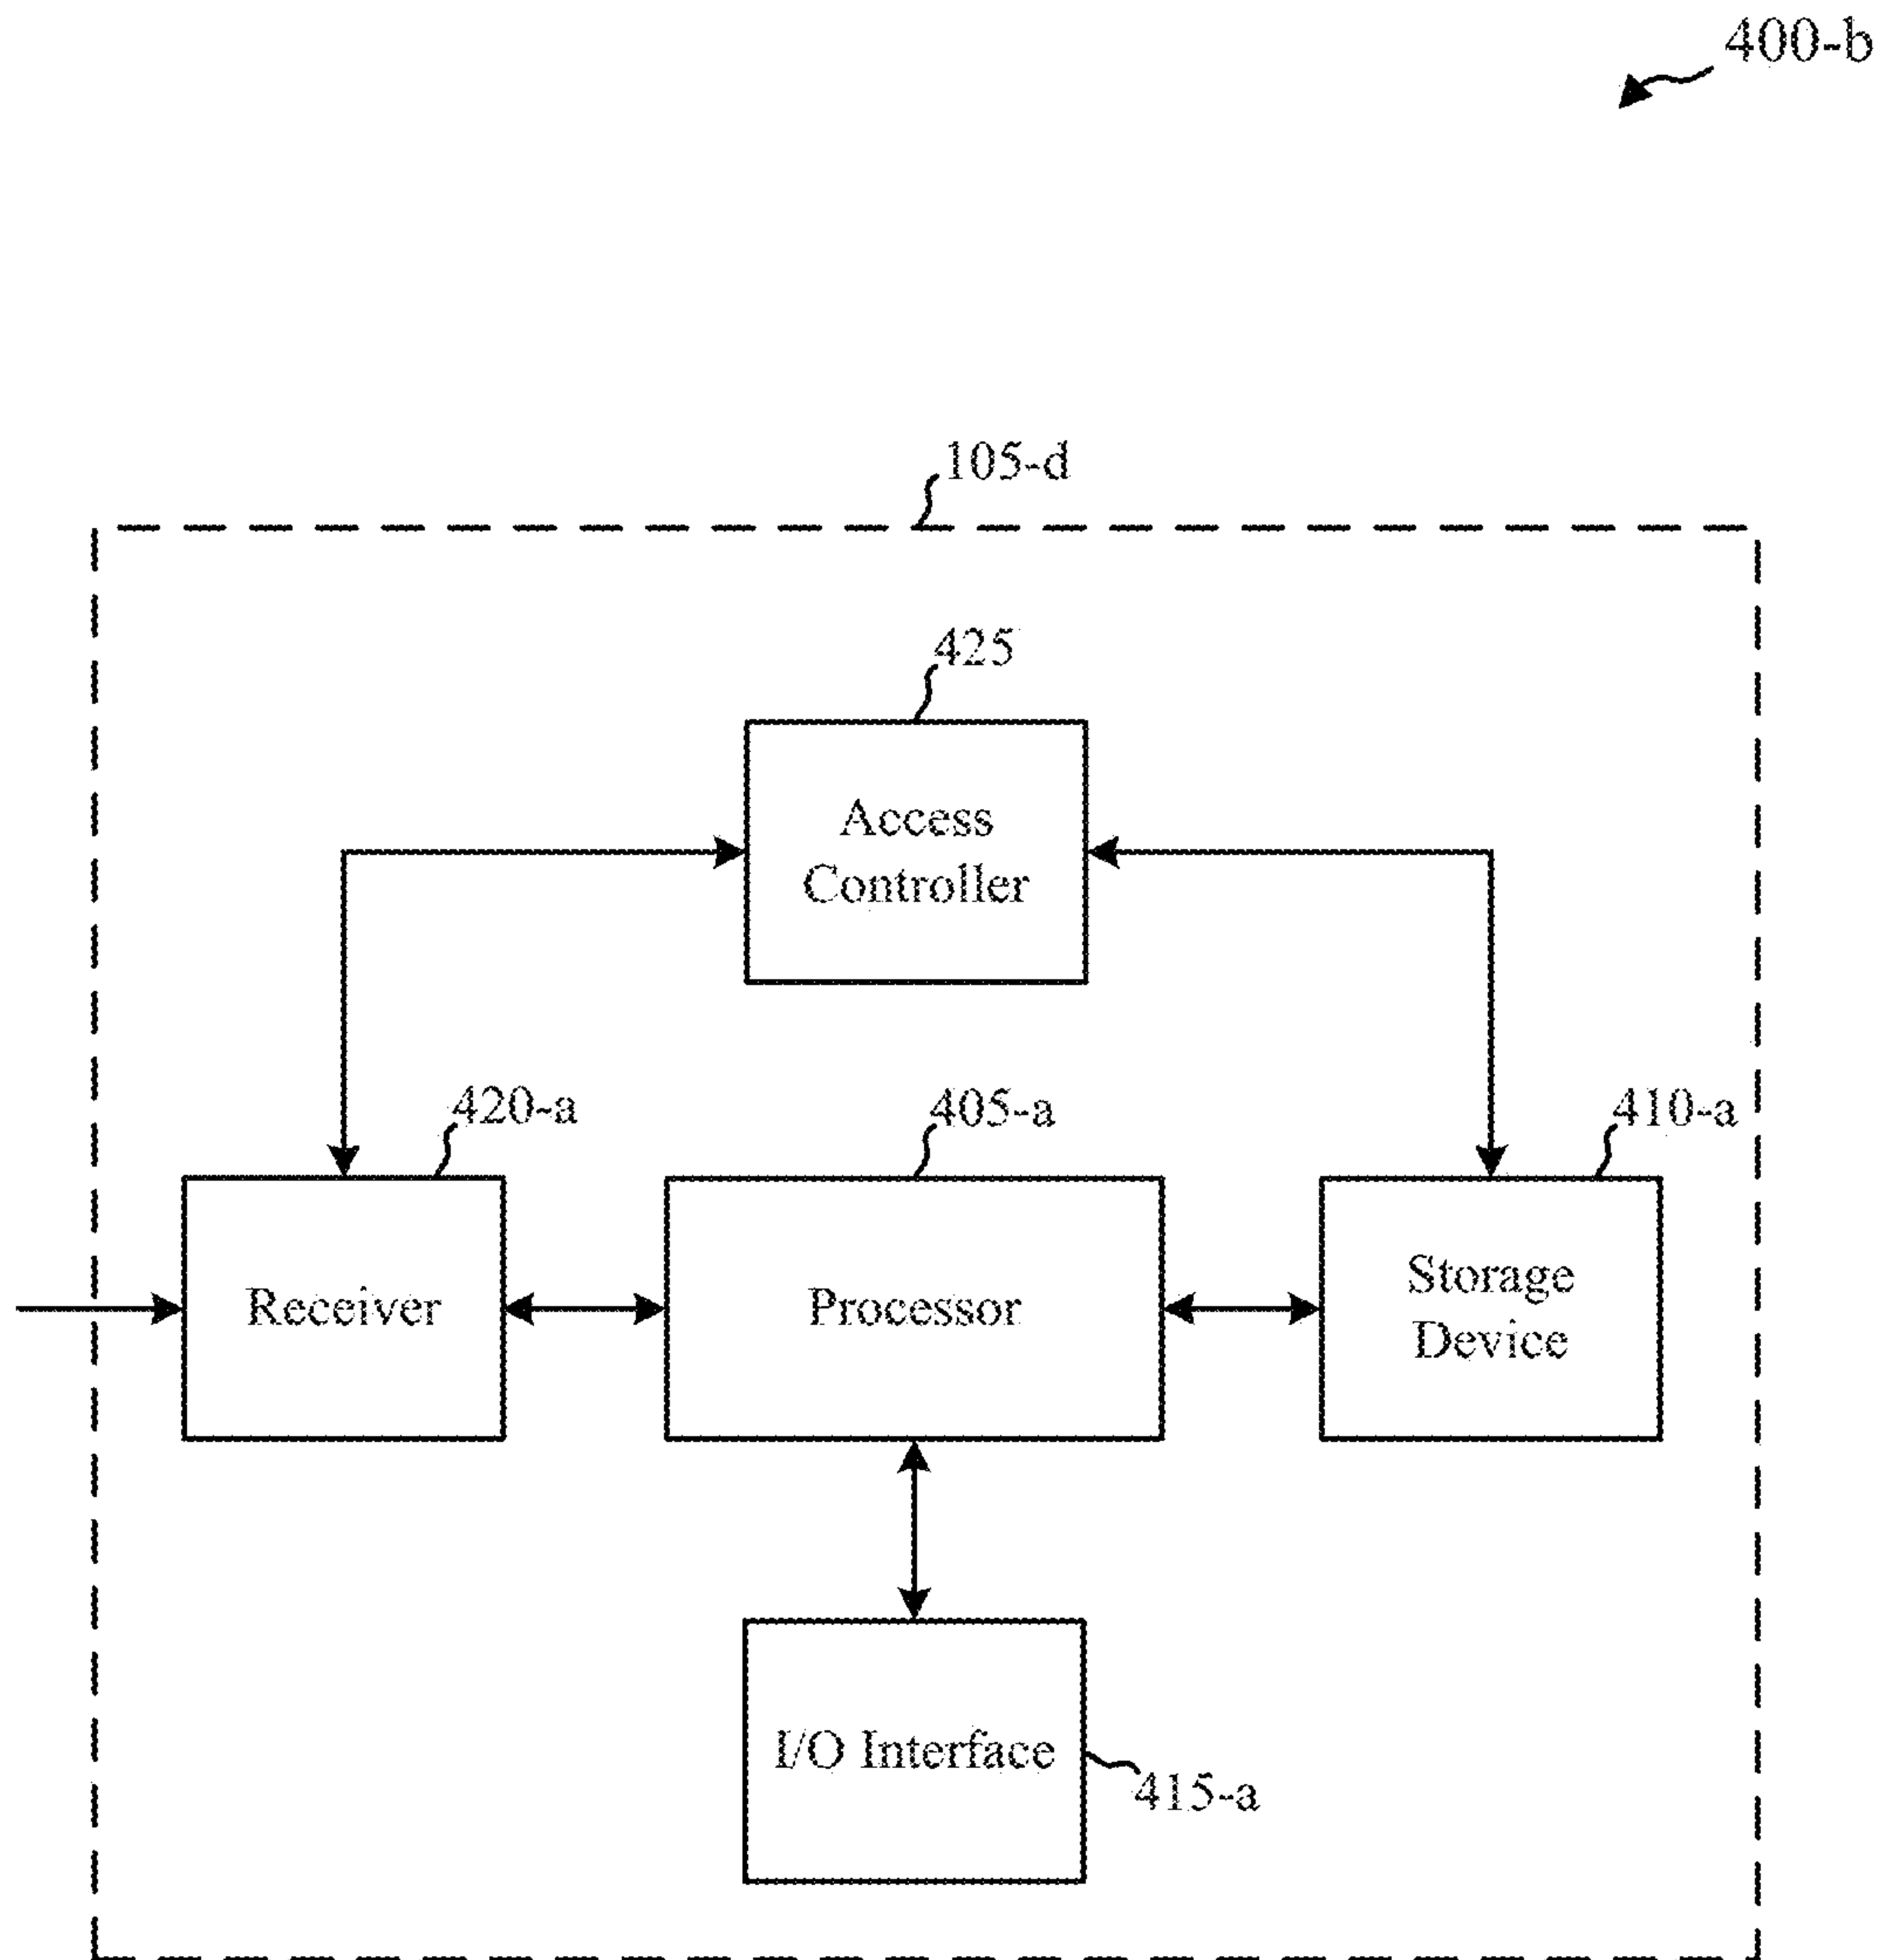 400-b
105-d
425
Access
Controller
420-a
405-a
410-a
Receiver
Processor
Storage
Device
I/O Interface
415-a